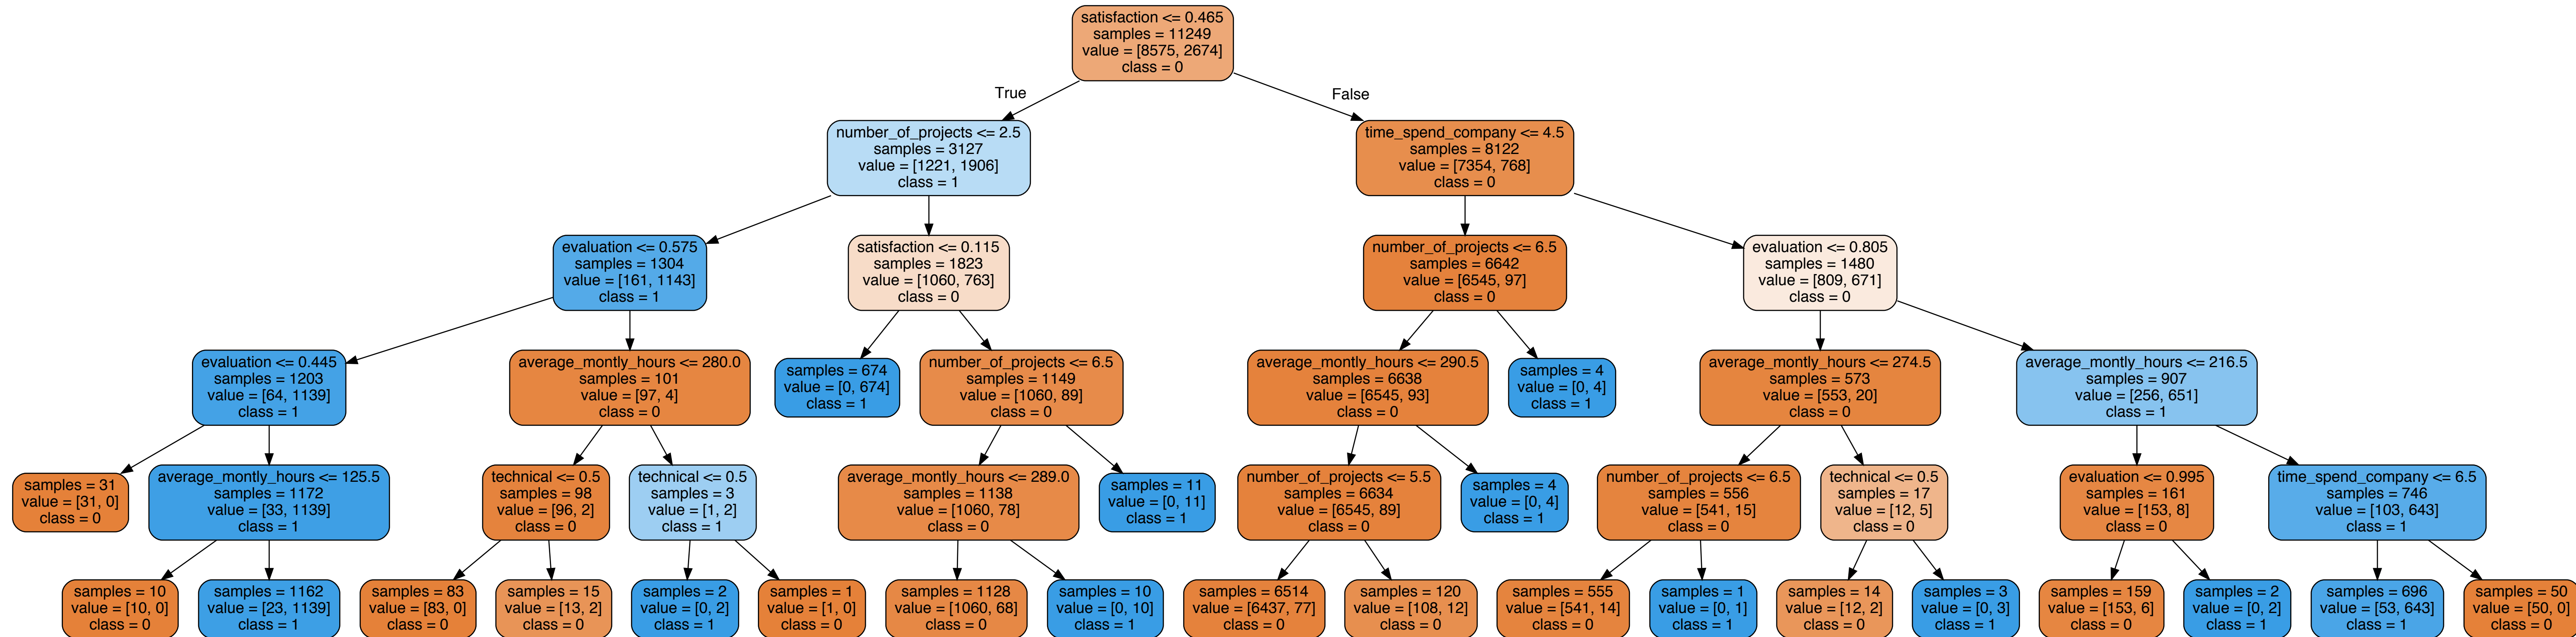 satisfaction <= 0.465
samples = 11249
value = [8575, 2674]
class = 0
True
False
number_of_projects <= 2.5
samples = 3127
value = [1221, 1906]
class = 1
time_spend_company <= 4.5
samples = 8122
value = [7354, 768]
class = 0
evaluation <= 0.575
samples = 1304
value = [161, 1143]
class = 1
satisfaction <= 0.115
samples = 1823
value = [1060, 763]
class = 0
number_of_projects <= 6.5
samples = 6642
value = [6545, 97]
class = 0
evaluation <= 0.805
samples = 1480
value = [809, 671]
class = 0
evaluation <= 0.445
samples = 1203
value = [64, 1139]
class = 1
average_montly_hours <= 280.0
samples = 101
value = [97, 4]
class = 0
samples = 674
value = [0, 674]
class = 1
number_of_projects <= 6.5
samples = 1149
value = [1060, 89]
class = 0
average_montly_hours <= 290.5
samples = 6638
value = [6545, 93]
class = 0
samples = 4
value = [0, 4]
class = 1
average_montly_hours <= 274.5
samples = 573
value = [553, 20]
class = 0
average_montly_hours <= 216.5
samples = 907
value = [256, 651]
class = 1
samples = 31
value = [31, 0]
class = 0
average_montly_hours <= 125.5
samples = 1172
value = [33, 1139]
class = 1
technical <= 0.5
samples = 98
value = [96, 2]
class = 0
technical <= 0.5
samples = 3
value = [1, 2]
class = 1
average_montly_hours <= 289.0
samples = 1138
value = [1060, 78]
class = 0
samples = 11
value = [0, 11]
class = 1
number_of_projects <= 5.5
samples = 6634
value = [6545, 89]
class = 0
samples = 4
value = [0, 4]
class = 1
number_of_projects <= 6.5
samples = 556
value = [541, 15]
class = 0
technical <= 0.5
samples = 17
value = [12, 5]
class = 0
evaluation <= 0.995
samples = 161
value = [153, 8]
class = 0
time_spend_company <= 6.5
samples = 746
value = [103, 643]
class = 1
samples = 10
value = [10, 0]
class = 0
samples = 1162
value = [23, 1139]
class = 1
samples = 83
value = [83, 0]
class = 0
samples = 15
value = [13, 2]
class = 0
samples = 2
value = [0, 2]
class = 1
samples = 1
value = [1, 0]
class = 0
samples = 1128
value = [1060, 68]
class = 0
samples = 10
value = [0, 10]
class = 1
samples = 6514
value = [6437, 77]
class = 0
samples = 120
value = [108, 12]
class = 0
samples = 555
value = [541, 14]
class = 0
samples = 1
value = [0, 1]
class = 1
samples = 14
value = [12, 2]
class = 0
samples = 3
value = [0, 3]
class = 1
samples = 159
value = [153, 6]
class = 0
samples = 2
value = [0, 2]
class = 1
samples = 696
value = [53, 643]
class = 1
samples = 50
value = [50, 0]
class = 0